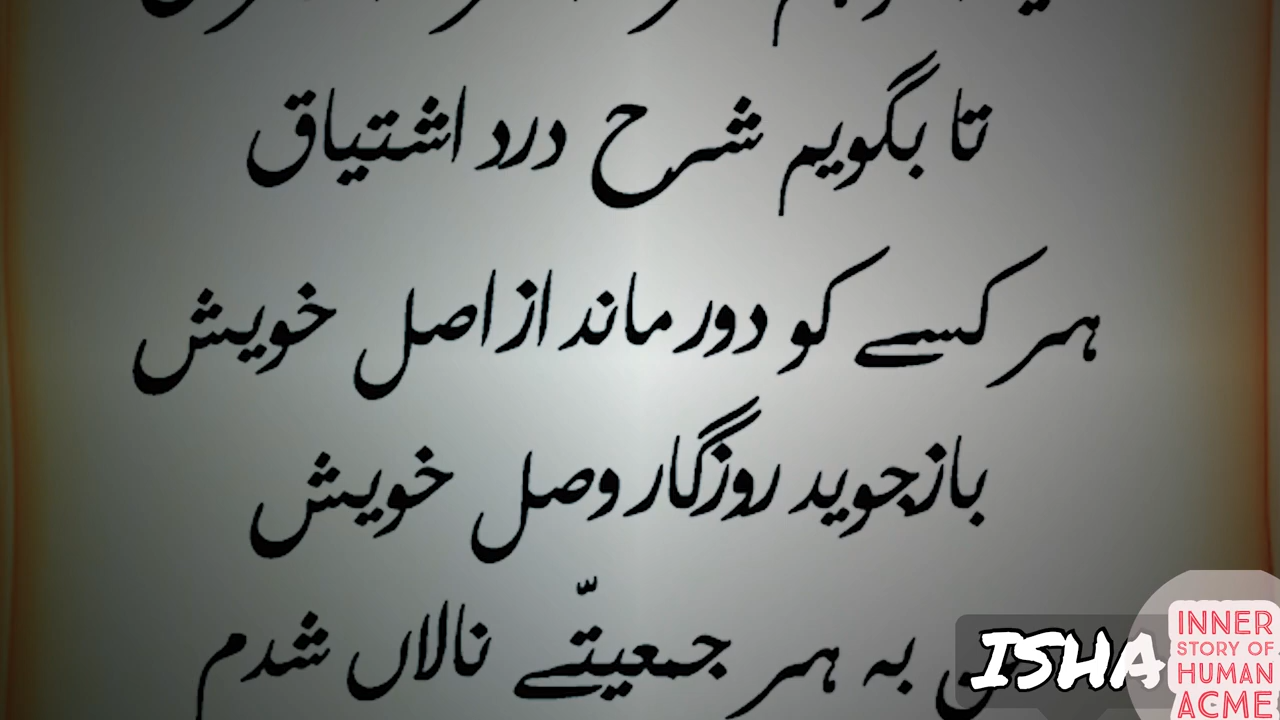 تا بگویم شرح درد اشتیاق
ہر کسے کو دور ماند از اصل خویش
باز جوید روزگار وصل خویش
بہ ہر جمعیتّے نالاں شدم
ISHA
INNER
STORY OF
HUMAN
ACME